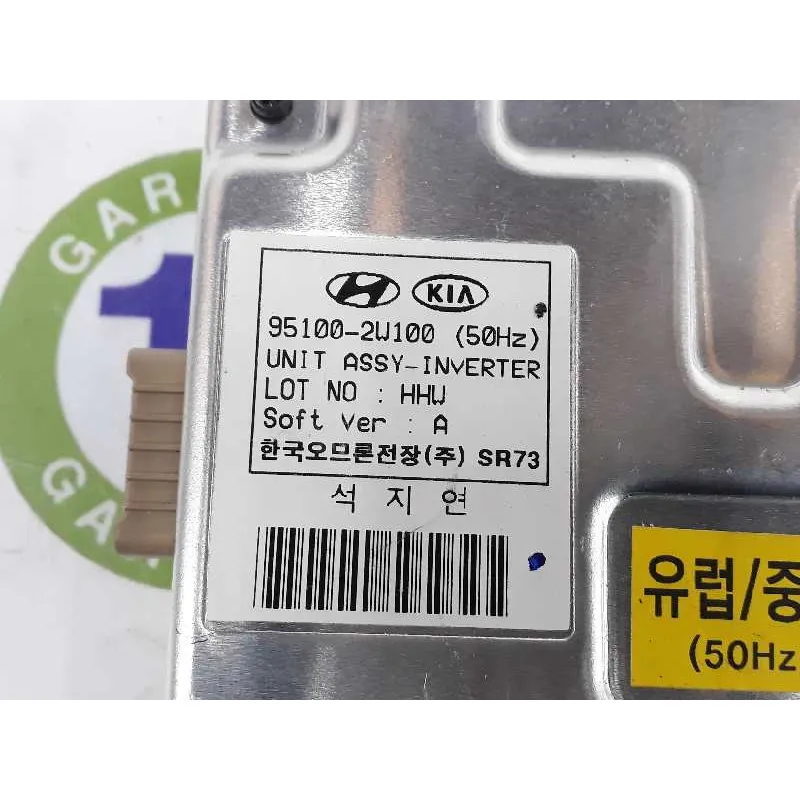 GAR
1
KIA
95100-2W100 (50Hz)
UNIT ASSY-INVERTER
LOT NO : HHW
Soft Ver : A
한국오므론전장(주) SR73
석지연
유럽/중
(50Hz
GA